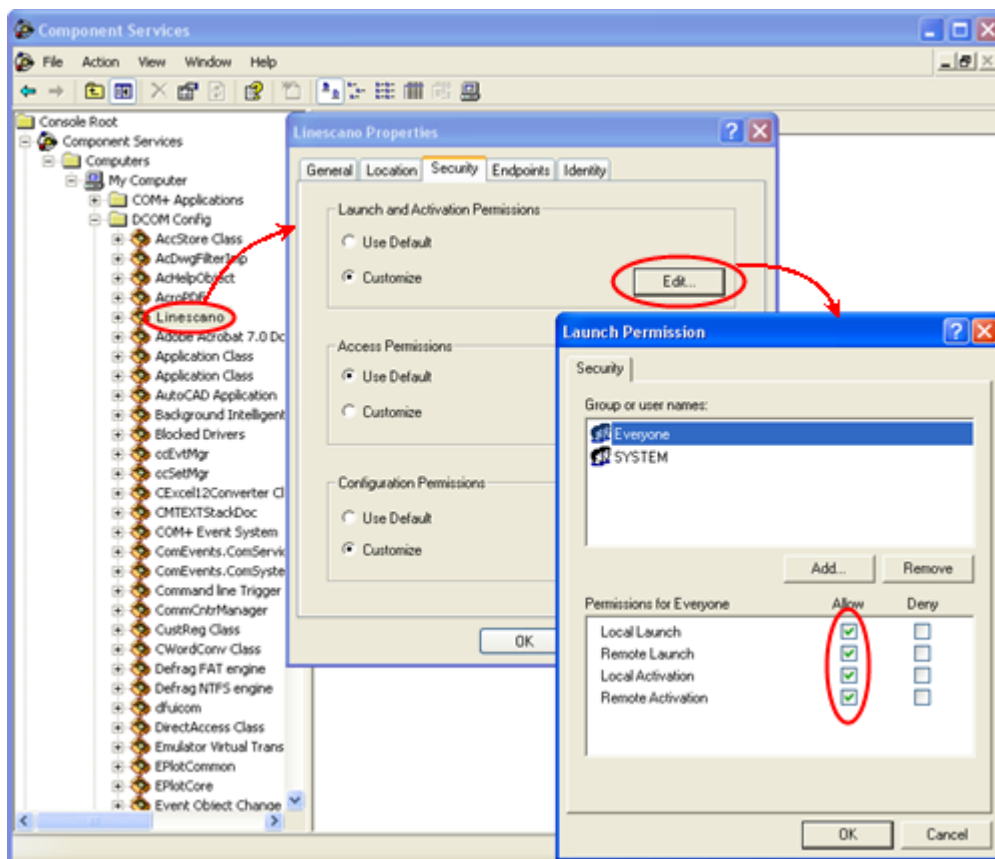 Component Services
File Action View Window Help
Console Root
Component Services
Computers
My Computer
COM+ Applications
DCOM Config
AccStore Class
AcDwgFilterImp
AcHelpObject
AcroPDF
Linescano
Adobe Acrobat 7.0 Dc
Application Class
Application Class
AutoCAD Application
Background Intelligent
Blocked Drivers
ccEvtMgr
ccSetMgr
CExcel12Converter Cl
CMTEXTStackDoc
COM+ Event System
ComEvents.ComServic
ComEvents.ComSyste
Command line Trigger
CommCntrManager
CustReg Class
CWordConv Class
Defrag FAT engine
Defrag NTFS engine
dfuicom
DirectAccess Class
Emulator Virtual Trans
EPlotCommon
EPlotCore
Event Object Change
Linescano Properties
General Location Security Endpoints Identity
Launch and Activation Permissions
Use Default
Customize
Edit...
Access Permissions
Use Default
Customize
Configuration Permissions
Use Default
Customize
OK
Launch Permission
Security
Group or user names:
Everyone
SYSTEM
Add... Remove
Permissions for Everyone Allow Deny
Local Launch
Remote Launch
Local Activation
Remote Activation
OK Cancel